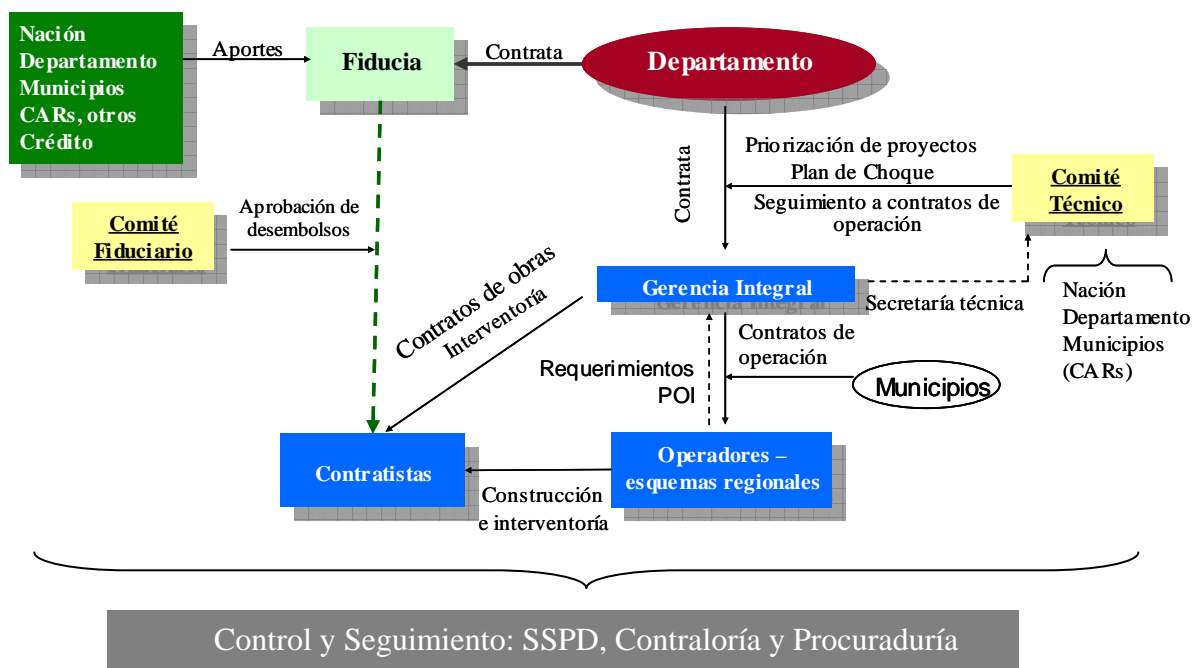 Nación
Departamento
Municipios
CARs, otros
Crédito
Aportes
Fiducia
Contrata
Departamento
Contrata
Priorización de proyectos
Plan de Choque
Seguimiento a contratos de
operación
Comité
Técnico
Comité
Fiduciario
Aprobación de
desembolsos
Contratos de obras
Interventoría
Gerencia Integral
Secretaría técnica
Nación
Departamento
Municipios
(CARs)
Contratos de
operación
Requerimientos
POI
Municipios
Contratistas
Operadores –
esquemas regionales
Construcción
e interventoría
Control y Seguimiento: SSPD, Contraloría y Procuraduría